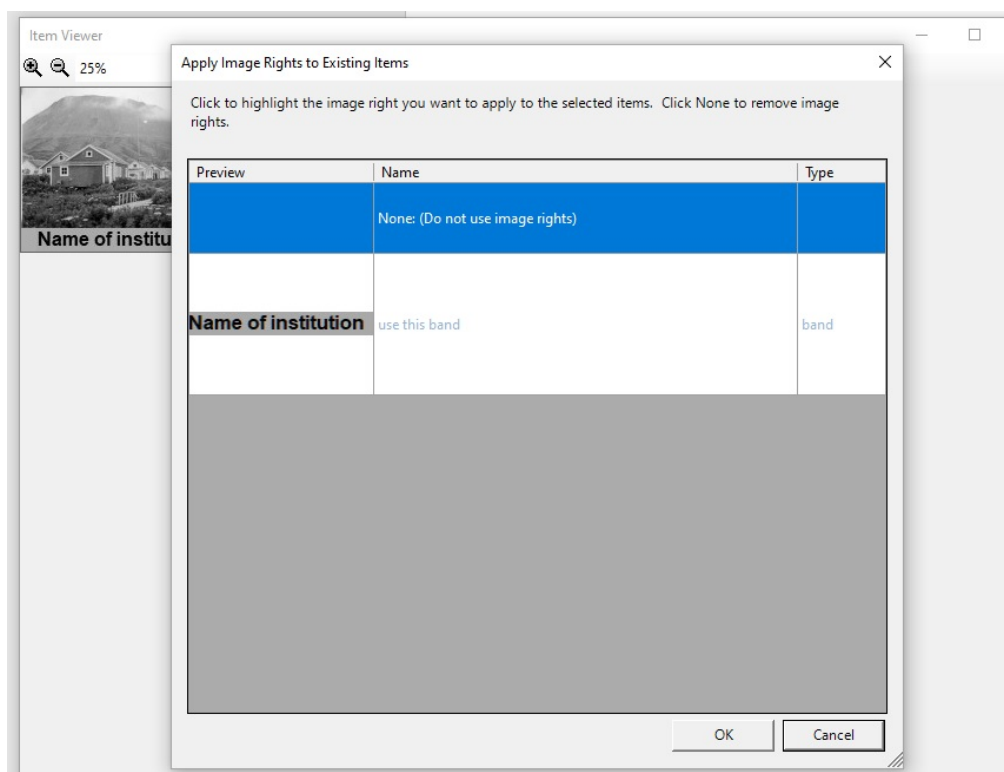 Item Viewer
25%
Name of institu
Apply Image Rights to Existing Items
Click to highlight the image right you want to apply to the selected items. Click None to remove image
rights.
Preview Name Type
None: (Do not use image rights)
Name of institution use this band band
OK Cancel